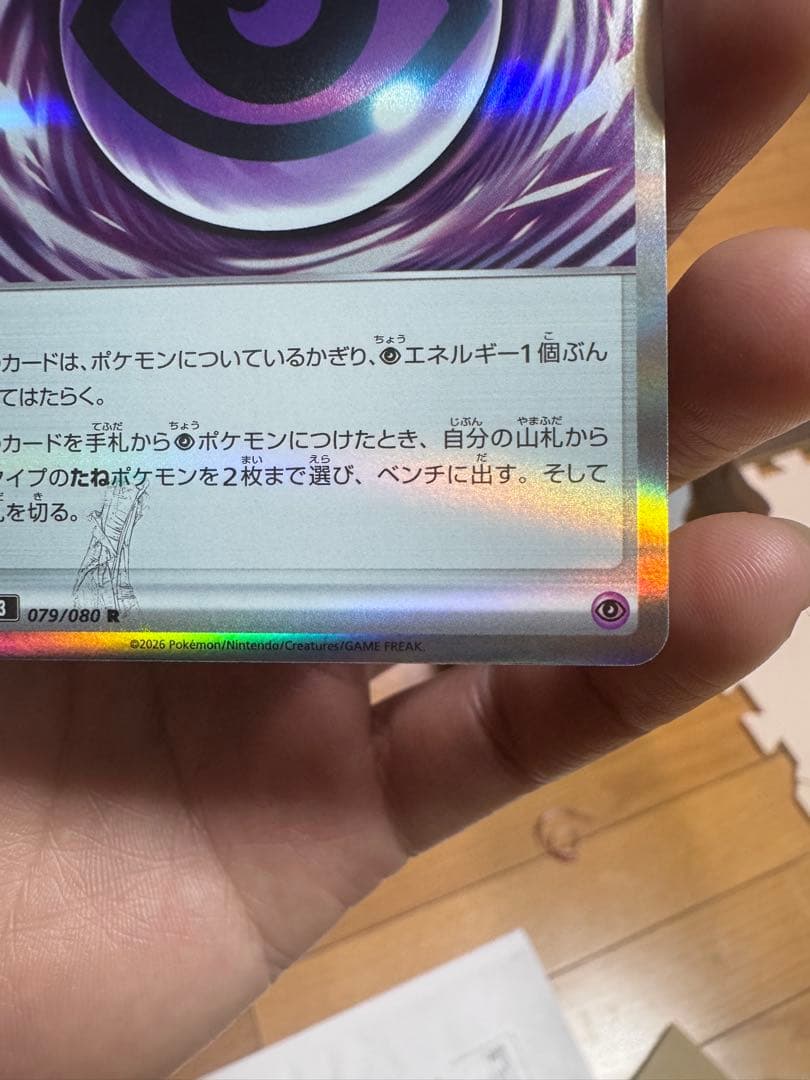 カードは、ポケモンについているかぎり、超エネルギー1個ぶん
てはたらく。
カードを手札から超ポケモンにつけたとき、自分の山札から
イプのたねポケモンを2枚まで選び、ベンチに出す。そして
を切る。
079/080 R
©2026 Pokémon/Nintendo/Creatures/GAME FREAK.